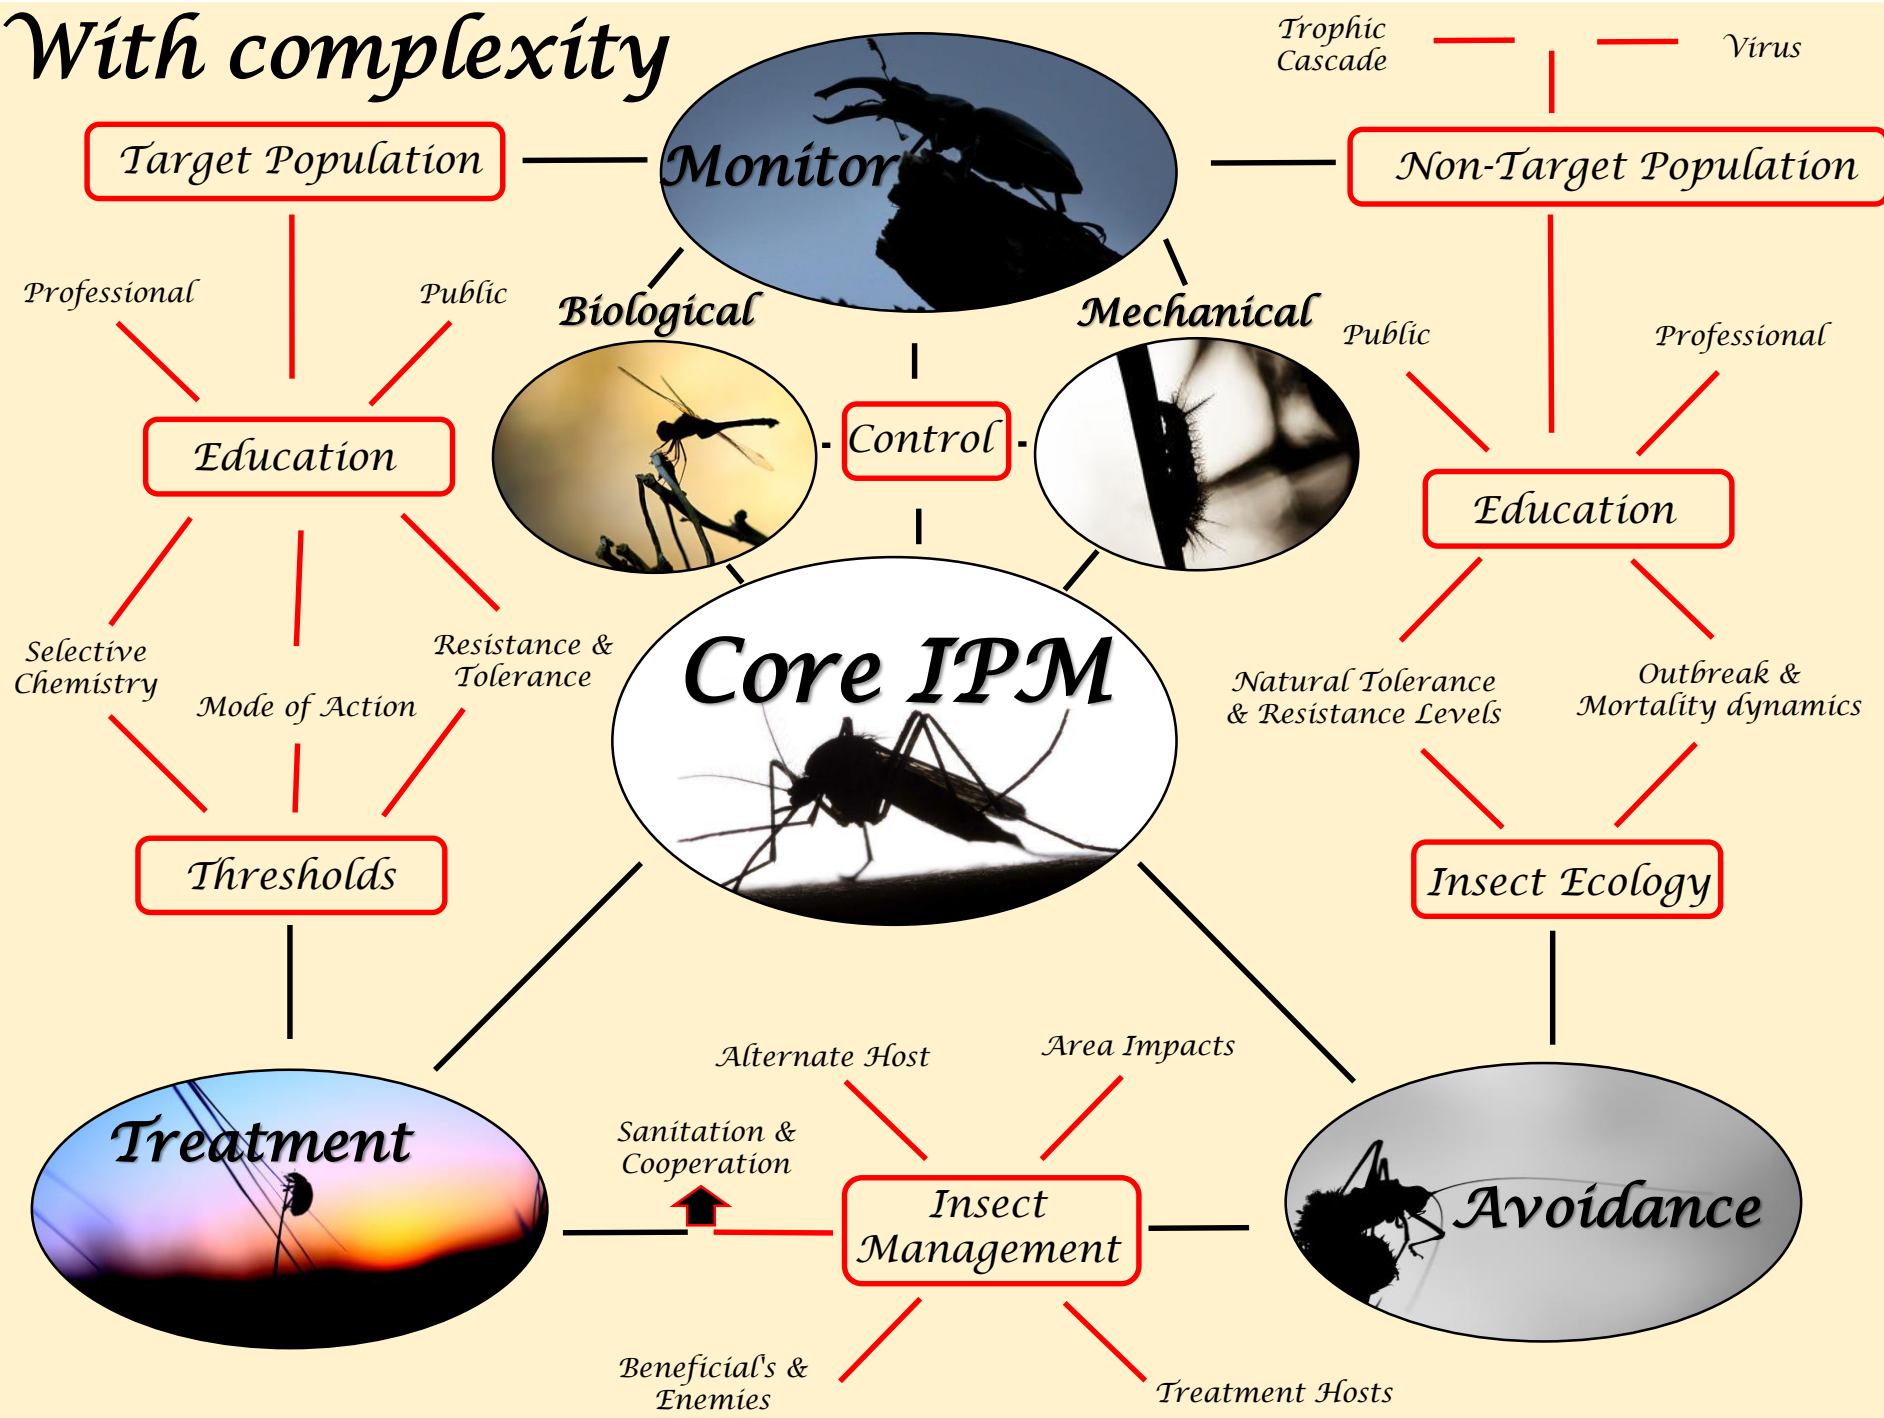 With complexity
Trophic
Cascade
Virus
Target Population
Monitor
Non-Target Population
Professional
Public
Biological
Mechanical
Public
Professional
Education
Control
Education
Selective
Chemistry
Mode of Action
Resistance &
Tolerance
Core IPM
Natural Tolerance
& Resistance Levels
Outbreak &
Mortality dynamics
Thresholds
Insect Ecology
Alternate Host
Area Impacts
Treatment
Sanitation &
Cooperation
Insect
Management
Avoidance
Beneficial's &
Enemies
Treatment Hosts